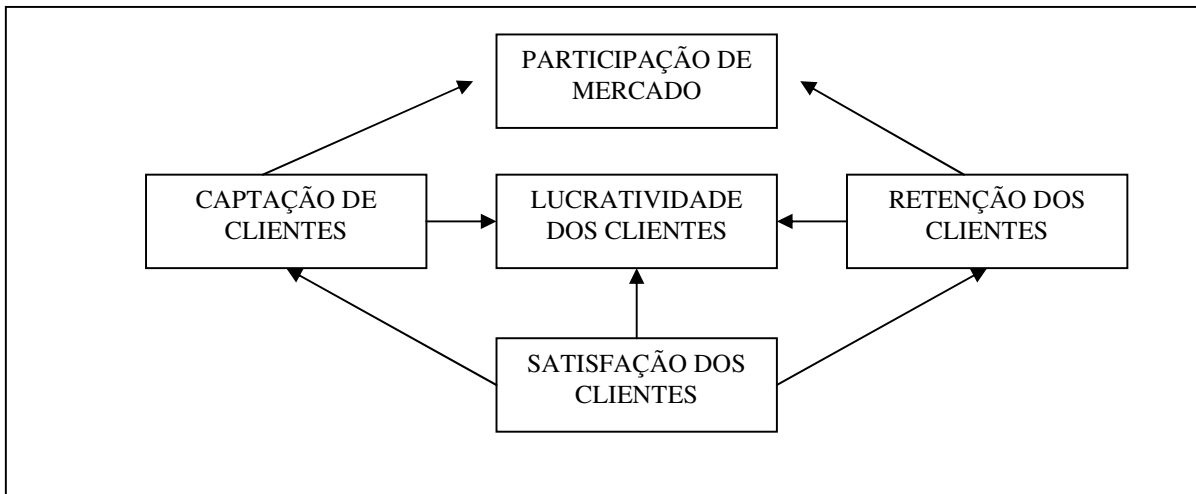 PARTICIPAÇÃO DE
MERCADO
CAPTAÇÃO DE
CLIENTES
LUCRATIVIDADE
DOS CLIENTES
RETENÇÃO DOS
CLIENTES
SATISFAÇÃO DOS
CLIENTES